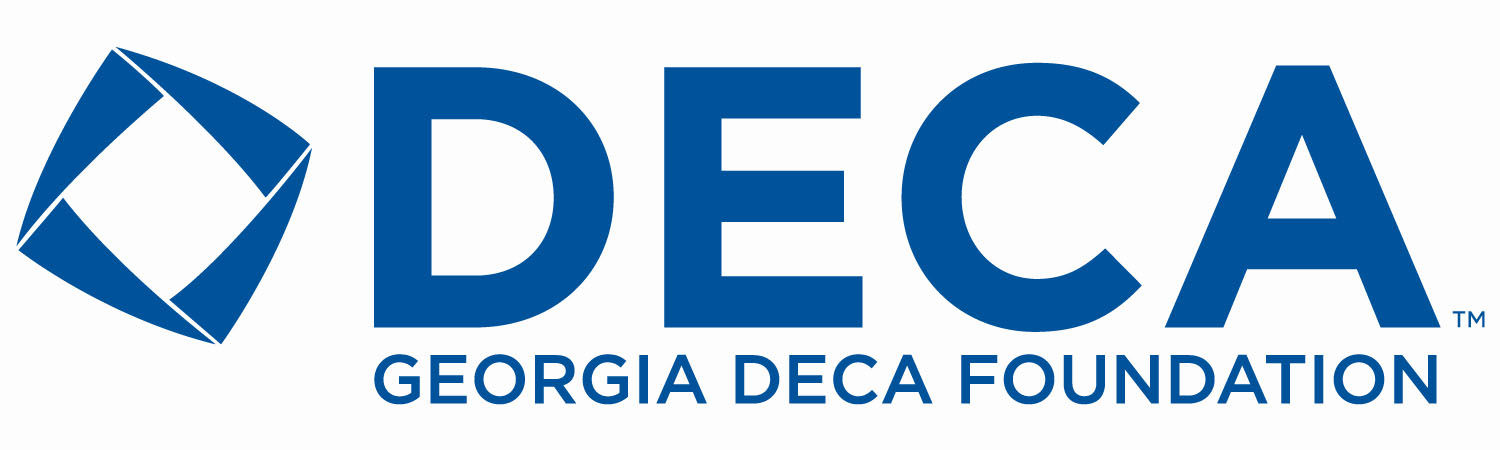 DECA™
GEORGIA DECA FOUNDATION